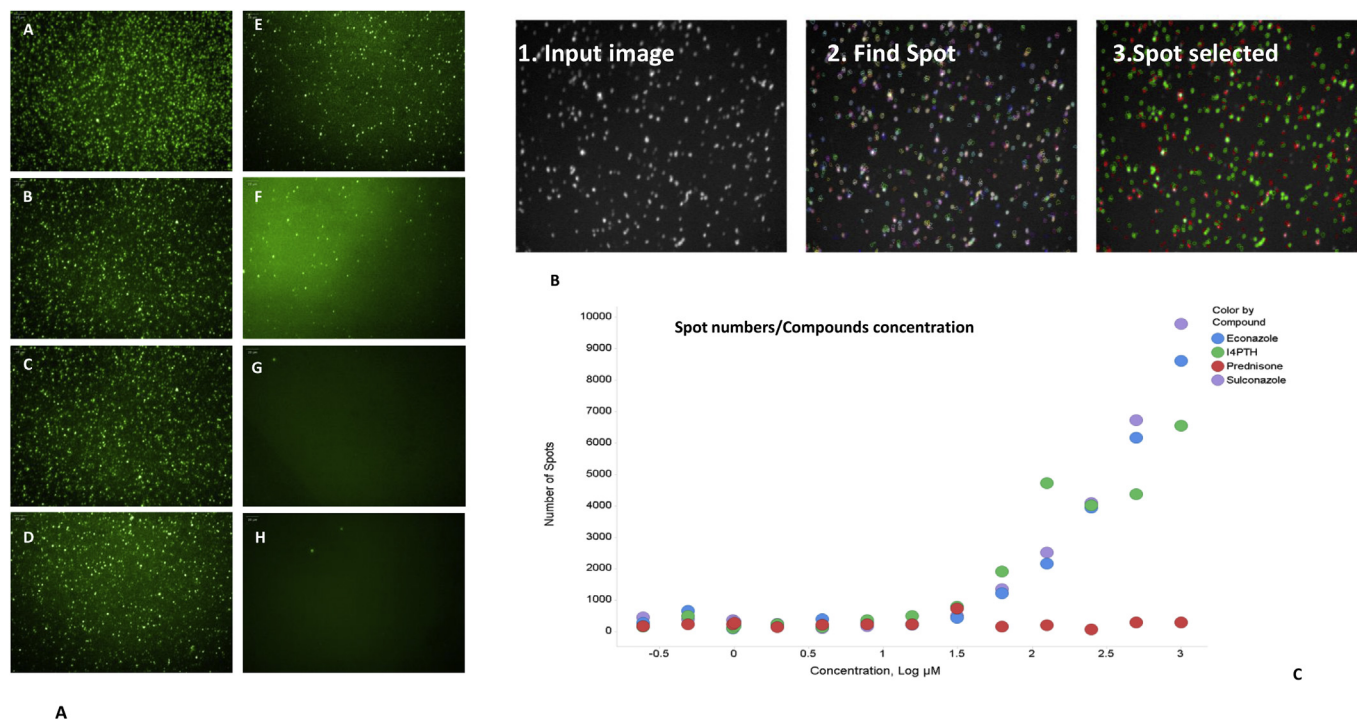 A
E
B
F
C
G
D
H
A
1. Input image
2. Find Spot
3.Spot selected
B
Spot numbers/Compounds concentration
Color by
Compound
Econazole
I4PTH
Prednisone
Sulconazole
Number of Spots
10000
9000
8000
7000
6000
5000
4000
3000
2000
1000
0
-0.5
0
0.5
1
1.5
2
2.5
3
Concentration, Log µM
C